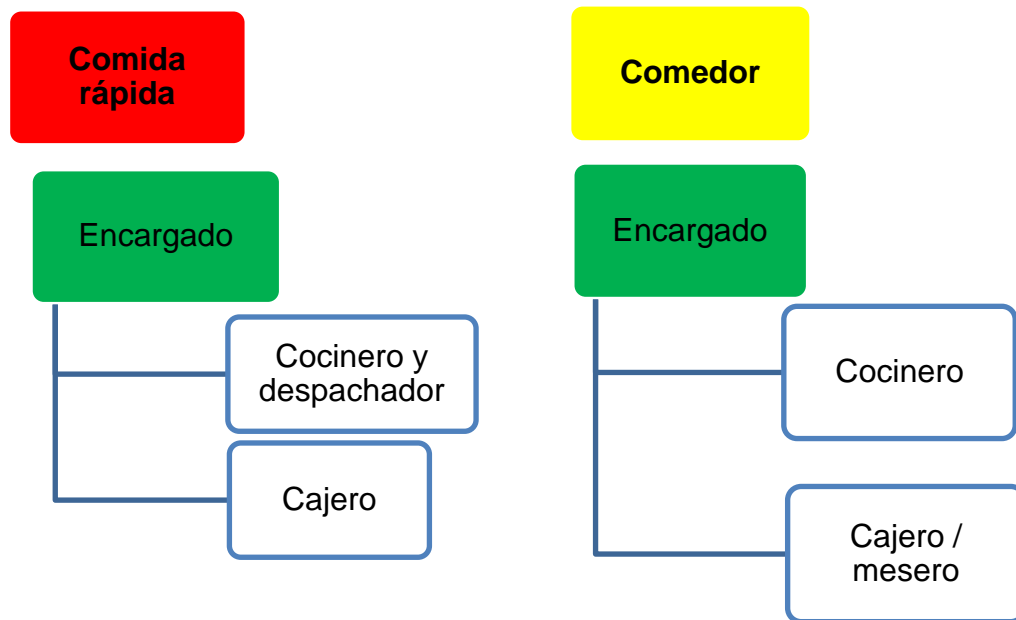 Comida
rápida
Encargado
Cocinero y
despachador
Cajero
Comedor
Encargado
Cocinero
Cajero /
mesero